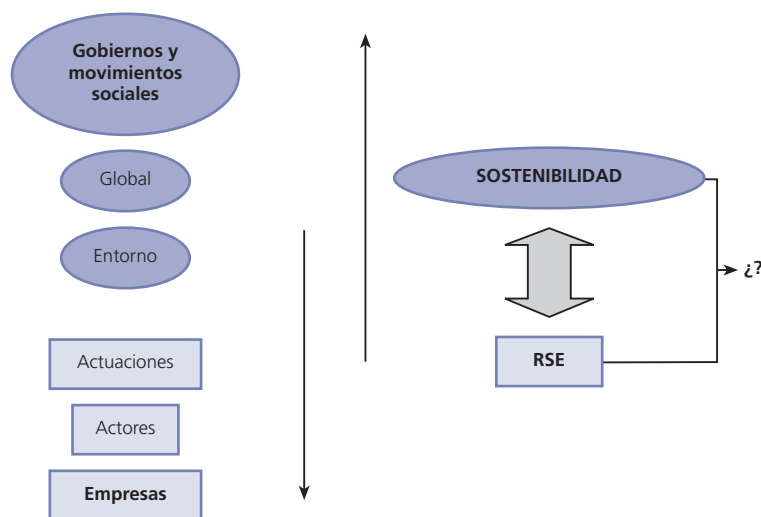 Gobiernos y
movimientos
sociales
Global
Entorno
Actuaciones
Actores
Empresas
SOSTENIBILIDAD
RSE
¿?